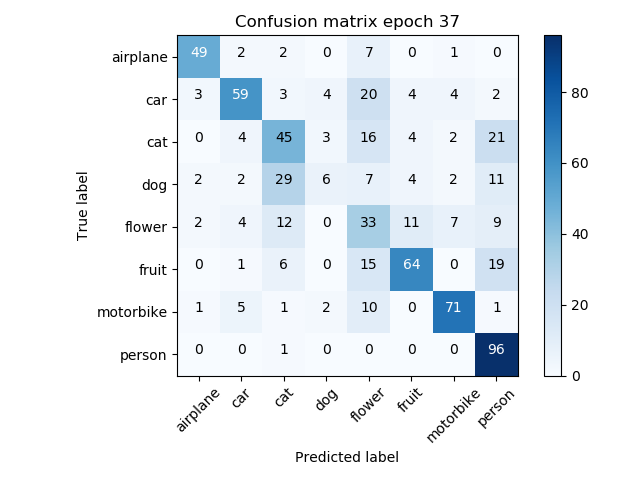 Confusion matrix epoch 37
True label
airplane 49 2 2 0 7 0 1 0
car 3 59 3 4 20 4 4 2
cat 0 4 45 3 16 4 2 21
dog 2 2 29 6 7 4 2 11
flower 2 4 12 0 33 11 7 9
fruit 0 1 6 0 15 64 0 19
motorbike 1 5 1 2 10 0 71 1
person 0 0 1 0 0 0 0 96
airplane car cat dog flower fruit motorbike person
Predicted label
80
60
40
20
0